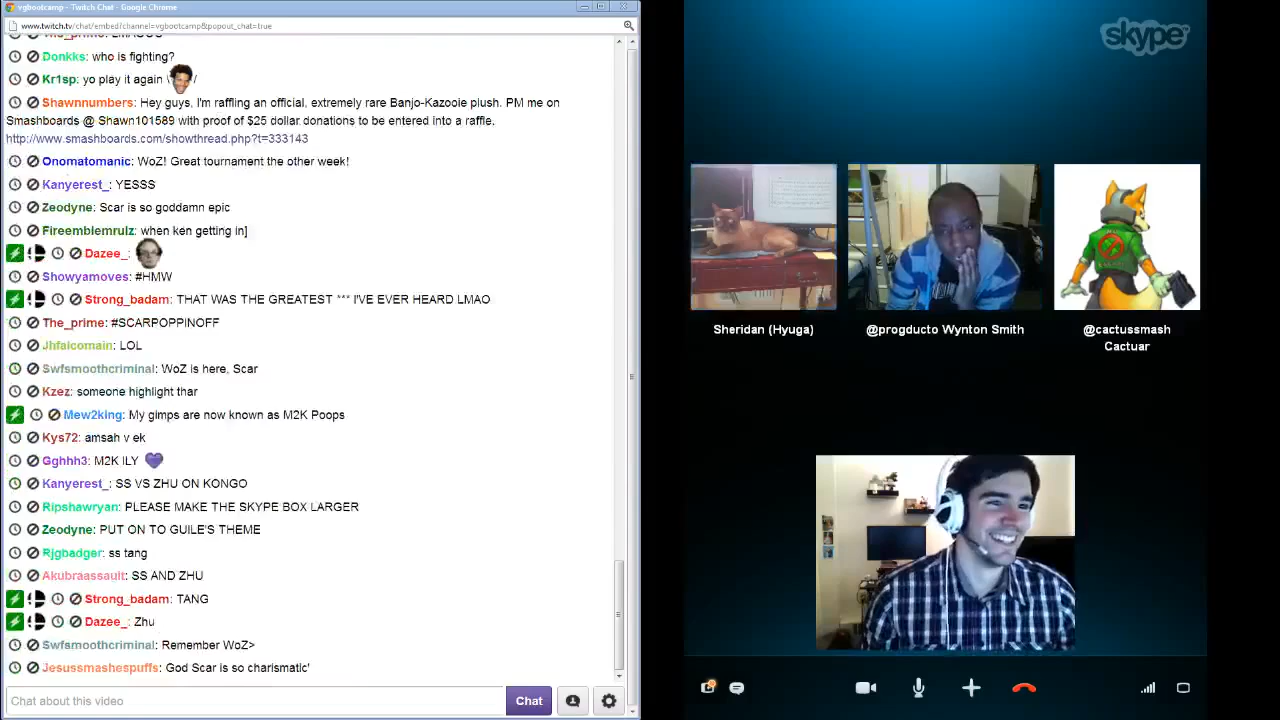 vgbootcamp - Twitch Chat - Google Chrome
www.twitch.tv/chat/embed?channel=vgbootcamp&popout_chat=true
Donkks: who is fighting?
Kr1sp: yo play it again \ /
Shawnnumbers: Hey guys, I'm raffling an official, extremely rare Banjo-Kazooie plush. PM me on
Smashboards @ Shawn101589 with proof of $25 dollar donations to be entered into a raffle.
http://www.smashboards.com/showthread.php?t=333143
Onomatomanic: WoZ! Great tournament the other week!
Kanyerest_: YESSS
Zeodyne: Scar is so goddamn epic
Fireemblemrulz: when ken getting in]
Dazee_:
Showyamoves: #HMW
Strong_badam: THAT WAS THE GREATEST *** I'VE EVER HEARD LMAO
The_prime: #SCARPOPPINOFF
Jhfalcomain: LOL
Swfsmoothcriminal: WoZ is here, Scar
Kzez: someone highlight thar
Mew2king: My gimps are now known as M2K Poops
Kys72: amsah v ek
Gghhh3: M2K ILY
Kanyerest_: SS VS ZHU ON KONGO
Ripshawryan: PLEASE MAKE THE SKYPE BOX LARGER
Zeodyne: PUT ON TO GUILE'S THEME
Rjgbadger: ss tang
Akubraassault: SS AND ZHU
Strong_badam: TANG
Dazee_: Zhu
Swfsmoothcriminal: Remember WoZ>
Jesussmashespuffs: God Scar is so charismatic'
Chat about this video
Chat
skype
Sheridan (Hyuga)
@progducto Wynton Smith
@cactussmash
Cactuar